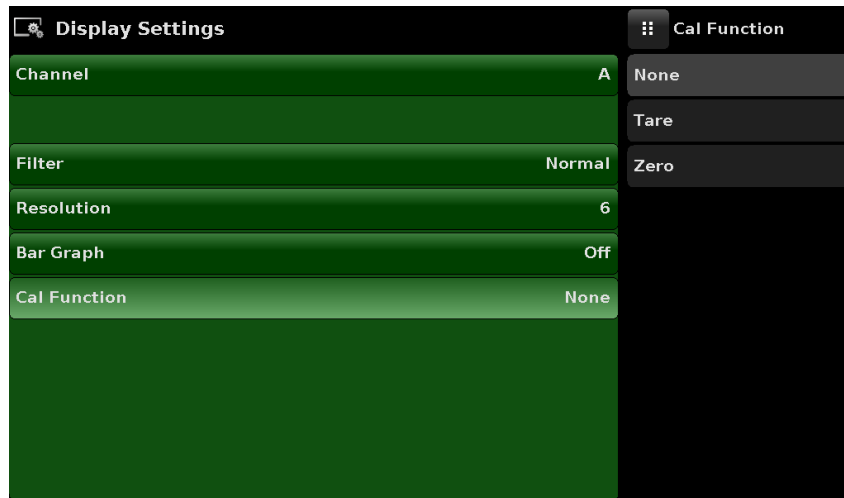 Display Settings
Channel A
Filter Normal
Resolution 6
Bar Graph Off
Cal Function None
Cal Function
None
Tare
Zero